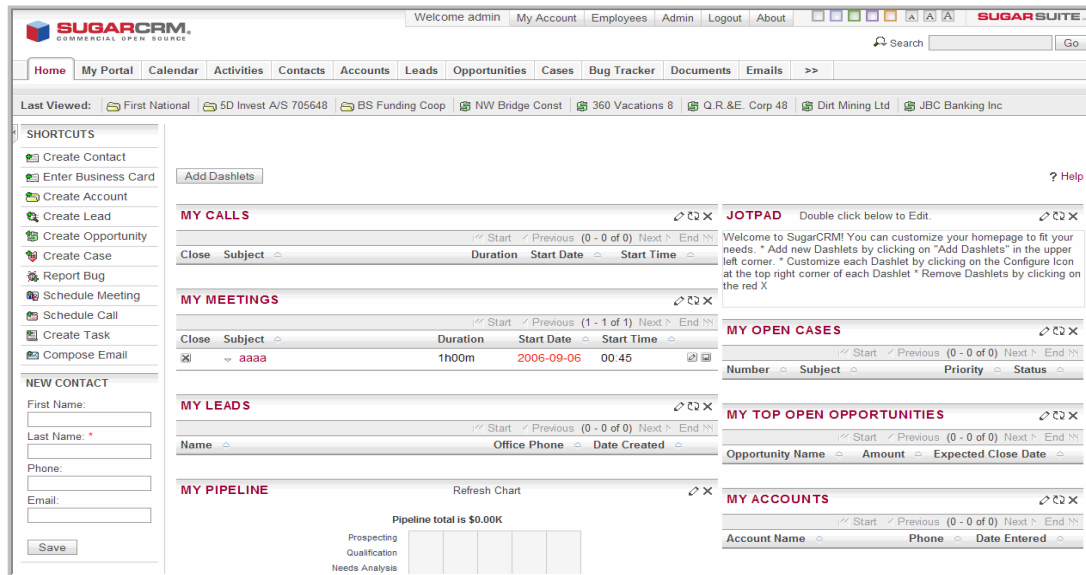 Welcome admin My Account Employees Admin Logout About A A A SUGARSUITE
SUGARCRM.
COMMERCIAL OPEN SOURCE
Search Go
Home My Portal Calendar Activities Contacts Accounts Leads Opportunities Cases Bug Tracker Documents Emails >>
Last Viewed: First National 5D Invest A/S 705648 BS Funding Coop NW Bridge Const 360 Vacations 8 Q.R.&E. Corp 48 Dirt Mining Ltd JBC Banking Inc
SHORTCUTS
Create Contact
Enter Business Card
Create Account
Create Lead
Create Opportunity
Create Case
Report Bug
Schedule Meeting
Schedule Call
Create Task
Compose Email
NEW CONTACT
First Name:
Last Name: *
Phone:
Email:
Save
Add Dashlets
? Help
MY CALLS
Start Previous (0 - 0 of 0) Next End
Close Subject Duration Start Date Start Time
MY MEETINGS
Start Previous (1 - 1 of 1) Next End
Close Subject Duration Start Date Start Time
aaaa 1h00m 2006-09-06 00:45
MY LEADS
Start Previous (0 - 0 of 0) Next End
Name Office Phone Date Created
MY PIPELINE Refresh Chart
Pipeline total is $0.00K
Prospecting
Qualification
Needs Analysis
JOTPAD Double click below to Edit.
Welcome to SugarCRM! You can customize your homepage to fit your
needs. * Add new Dashlets by clicking on "Add Dashlets" in the upper
left corner. * Customize each Dashlet by clicking on the Configure Icon
at the top right corner of each Dashlet * Remove Dashlets by clicking on
the red X
MY OPEN CASES
Start Previous (0 - 0 of 0) Next End
Number Subject Priority Status
MY TOP OPEN OPPORTUNITIES
Start Previous (0 - 0 of 0) Next End
Opportunity Name Amount Expected Close Date
MY ACCOUNTS
Start Previous (0 - 0 of 0) Next End
Account Name Phone Date Entered